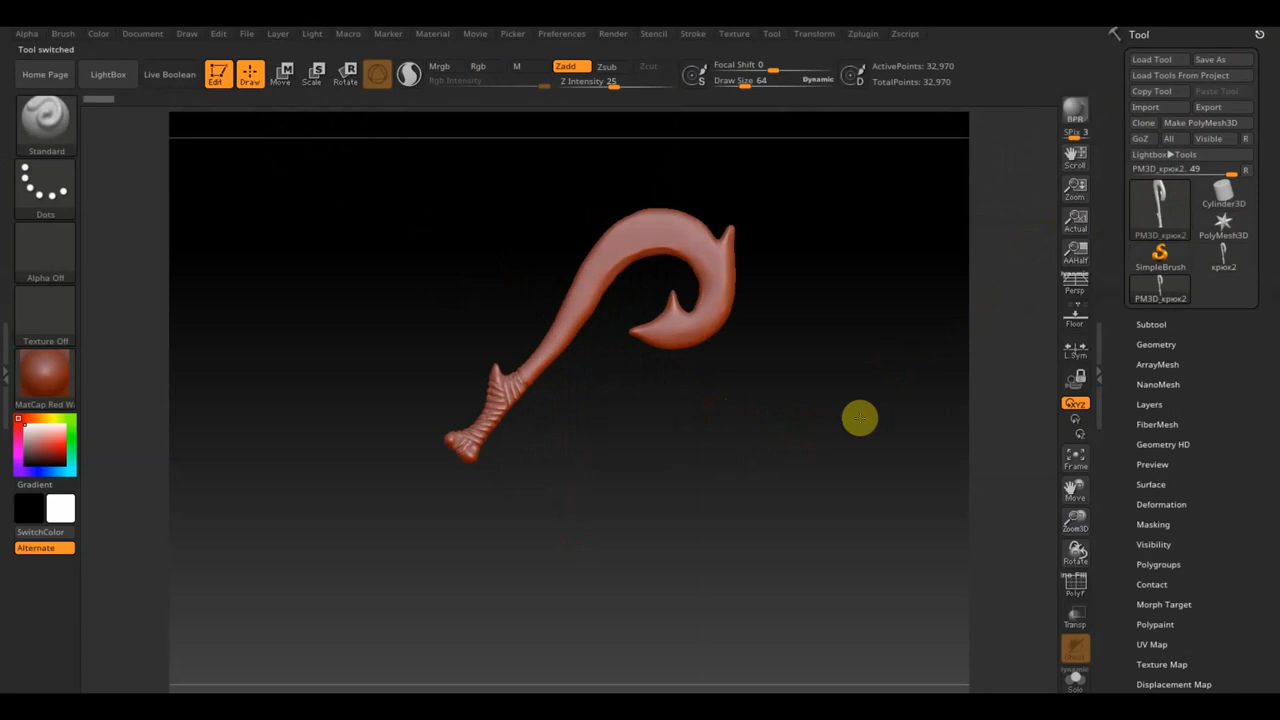 Alpha Brush Color Document Draw Edit File Layer Light Macro Marker Material Movie Picker Preferences Render Stencil Stroke Texture Tool Transform Zplugin Zscript
Tool
Tool switched
Home Page LightBox Live Boolean Edit Draw Move Scale Rotate
Mrgb Rgb M Zadd Zsub Zcut
Rgb Intensity Z Intensity 25
Focal Shift 0
Draw Size 64 Dynamic
ActivePoints: 32,970
TotalPoints: 32,970
Load Tool Save As
Load Tools From Project
Copy Tool Paste Tool
Import Export
Clone Make PolyMesh3D
GoZ All Visible R
Lightbox▶Tools
PM3D_крюк2. 49 R
PM3D_крюк2 Cylinder3D
PolyMesh3D
SimpleBrush крюк2
PM3D_крюк2
Subtool
Geometry
ArrayMesh
NanoMesh
Layers
FiberMesh
Geometry HD
Preview
Surface
Deformation
Masking
Visibility
Polygroups
Contact
Morph Target
Polypaint
UV Map
Texture Map
Displacement Map
Standard
Dots
Alpha Off
Texture Off
MatCap Red W
Gradient
SwitchColor
Alternate
BPR
SPix 3
Scroll
Zoom
Actual
AAHalf
Dynamic
Persp
Floor
L.Sym
XYZ
Frame
Move
Zoom3D
Rotate
PolyF
Transp
Dynamic
Solo